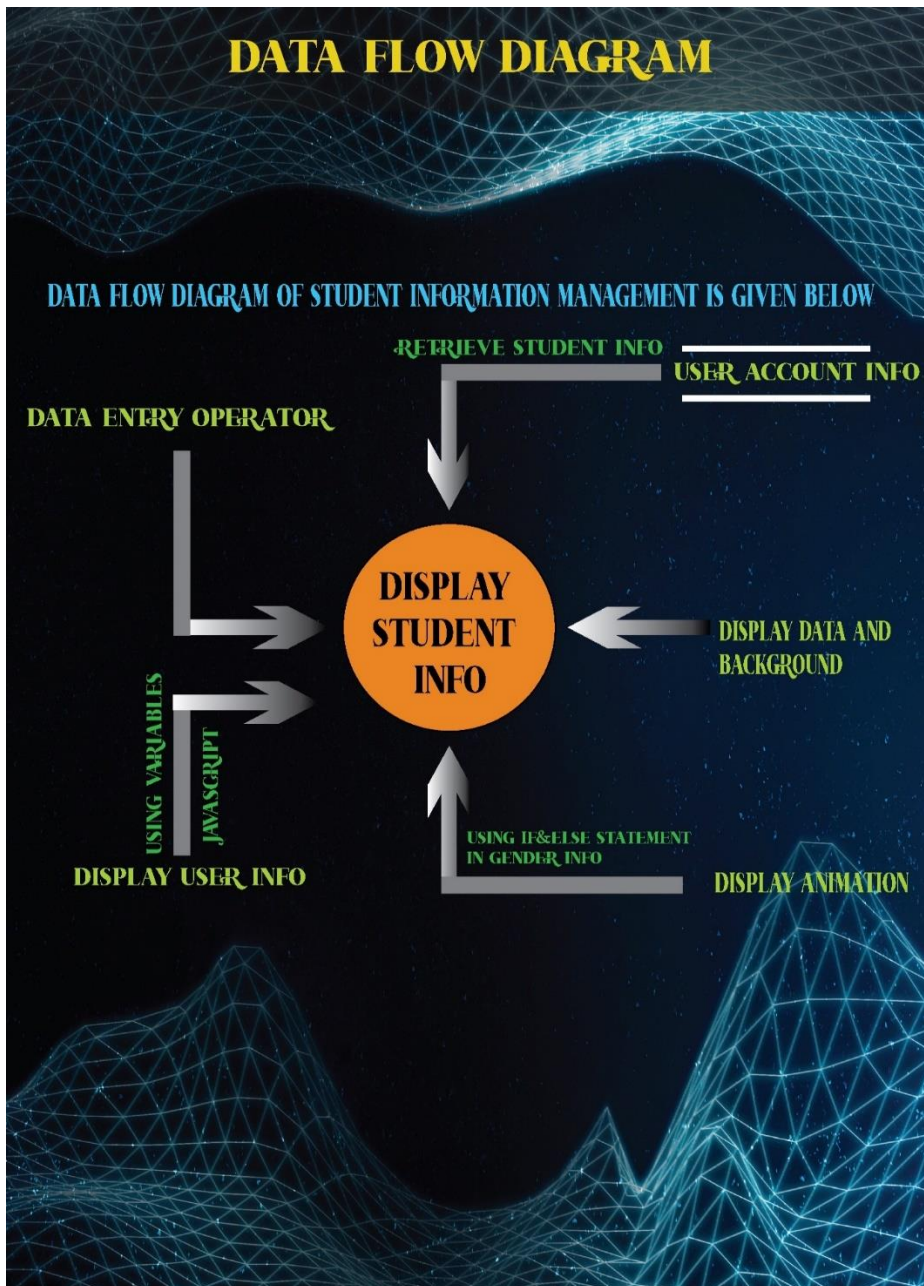 DATA FLOW DIAGRAM
DATA FLOW DIAGRAM OF STUDENT INFORMATION MANAGEMENT IS GIVEN BELOW
RETRIEVE STUDENT INFO
USER ACCOUNT INFO
DATA ENTRY OPERATOR
DISPLAY
STUDENT
INFO
DISPLAY DATA AND
BACKGROUND
USING VARIABLES
JAVASCRIPT
DISPLAY USER INFO
USING IF&ELSE STATEMENT
IN GENDER INFO
DISPLAY ANIMATION